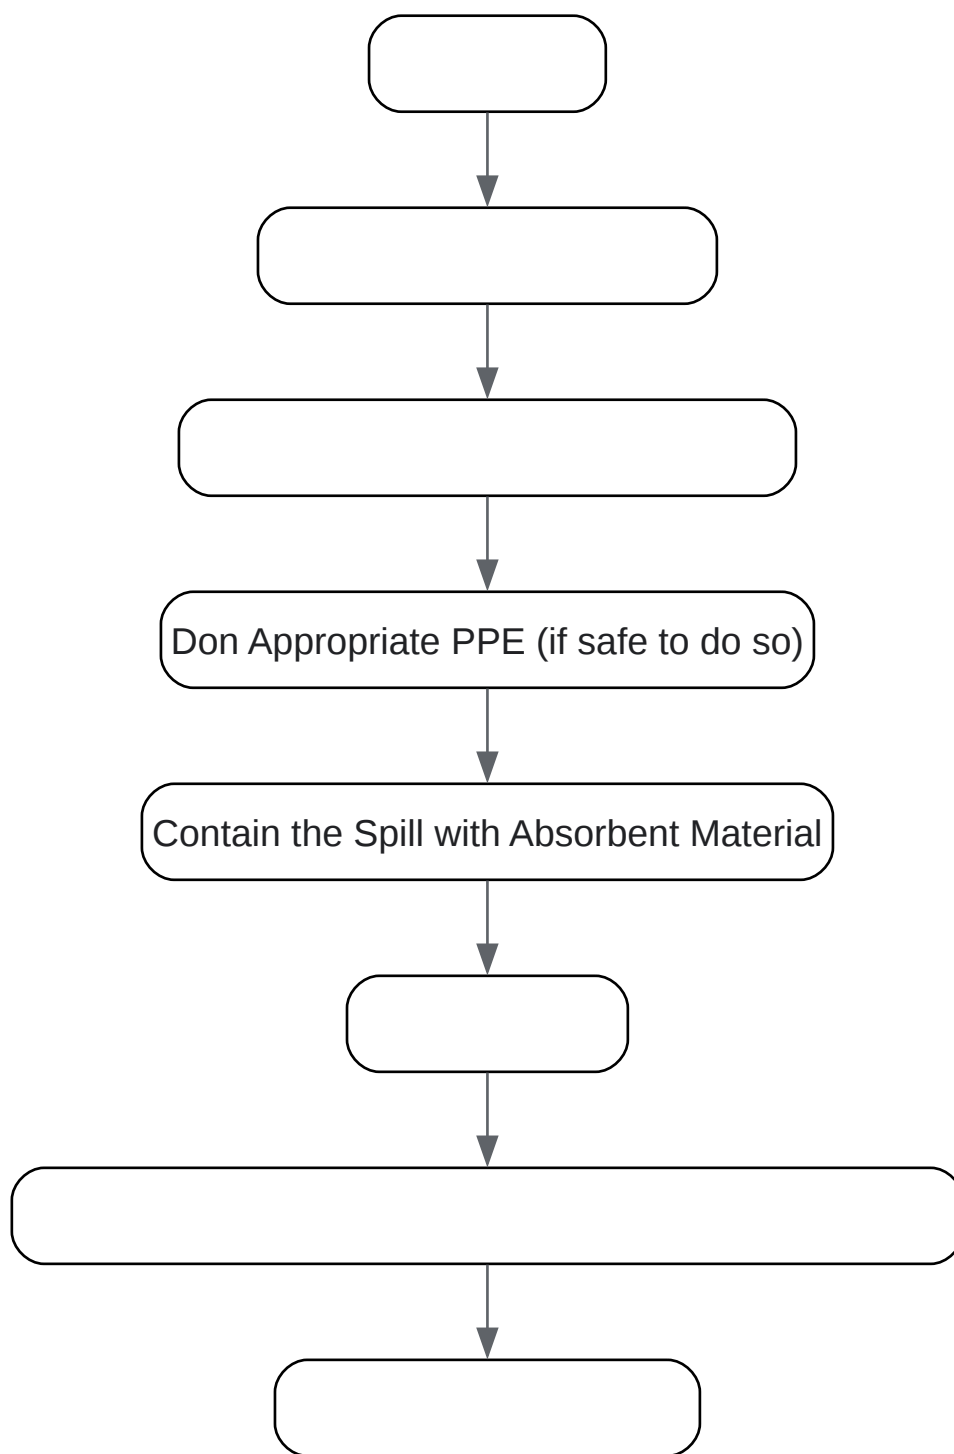 Don Appropriate PPE (if safe to do so)
Contain the Spill with Absorbent Material